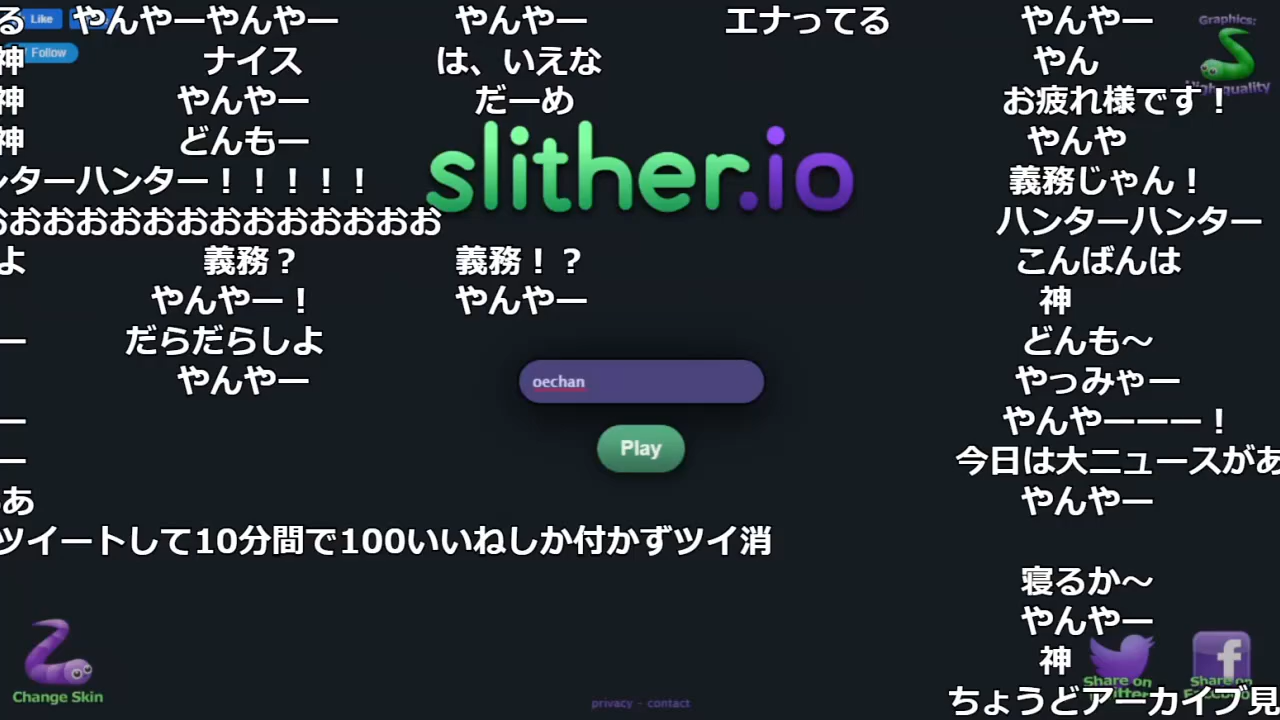 る Like やんやーやんやー やんやー エナってる やんやー Graphics:
神 Follow ナイス は、いえな やん
神 やんやー だーめ お疲れ様です！ High quality
神 どんもー やんや
slither.io
ンターハンター！！！！！ 義務じゃん！
おおおおおおおおおおおおおお ハンターハンター
よ 義務？ 義務！？ こんばんは
やんやー！ やんやー 神
ー だらだらしよ どんも～
やんやー oechan やっみゃー
ー やんやーーー！
Play
ー 今日は大ニュースがあ
あ やんやー
ツイートして10分間で100いいねしか付かずツイ消
寝るか～
やんやー
神
Share on Twitter Share on Facebook
Change Skin ちょうどアーカイブ見
privacy - contact